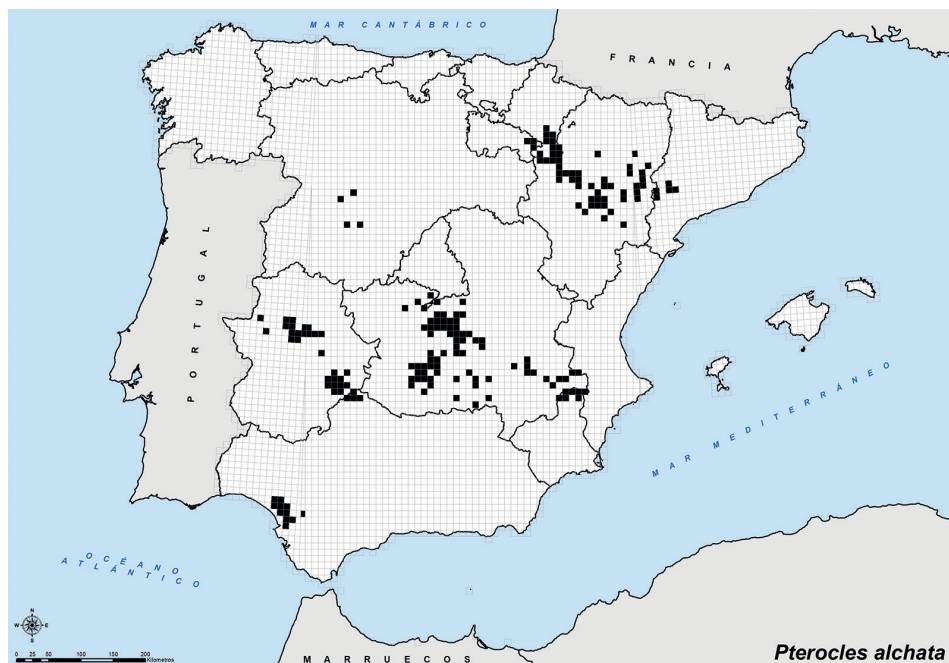 MAR CANTÁBRICO
FRANCIA
PORTUGAL
MAR MEDITERRÁNEO
OCÉANO
ATLÁNTICO
N
W E
S
0 25 50 100 150 200
Kilometros
MARRUECOS
Pterocles alchata